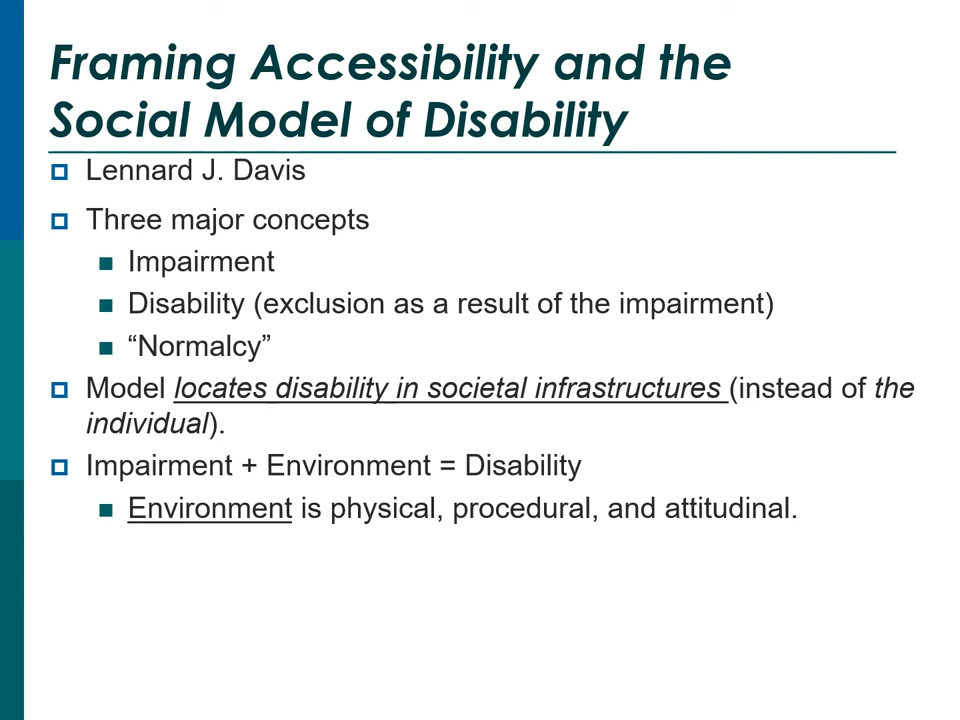 Framing Accessibility and the
Social Model of Disability
Lennard J. Davis
Three major concepts
Impairment
Disability (exclusion as a result of the impairment)
“Normalcy”
Model locates disability in societal infrastructures (instead of the
individual).
Impairment + Environment = Disability
Environment is physical, procedural, and attitudinal.